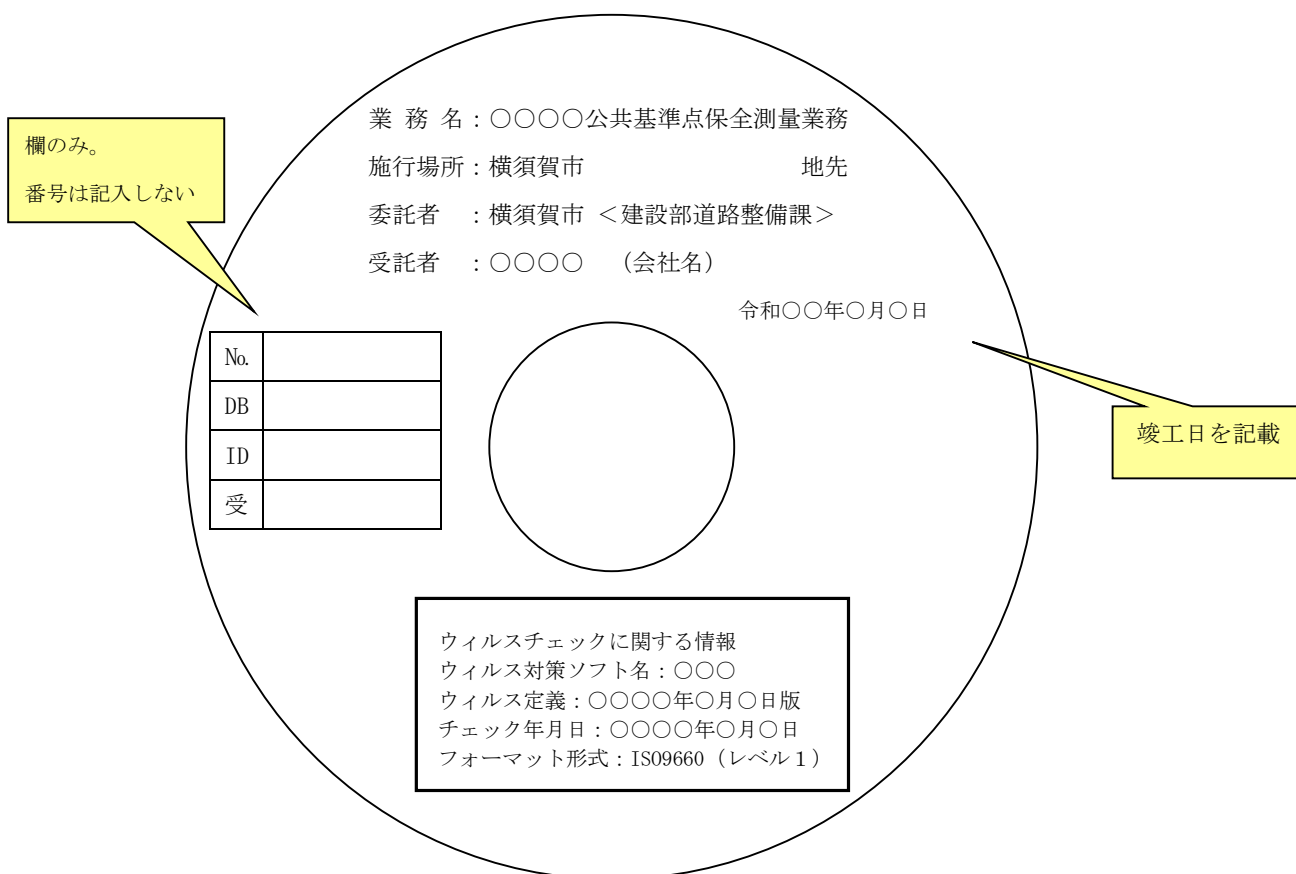 業 務 名：○○○○公共基準点保全測量業務
施行場所：横須賀市　　　　　　　　　　地先
委託者　：横須賀市 ＜建設部道路整備課＞
受託者　：○○○○　（会社名）
令和○○年○月○日
欄のみ。
番号は記入しない
No.
DB
ID
受
竣工日を記載
ウィルスチェックに関する情報
ウィルス対策ソフト名：○○○
ウィルス定義：○○○○年○月○日版
チェック年月日：○○○○年○月○日
フォーマット形式：ISO9660（レベル１）